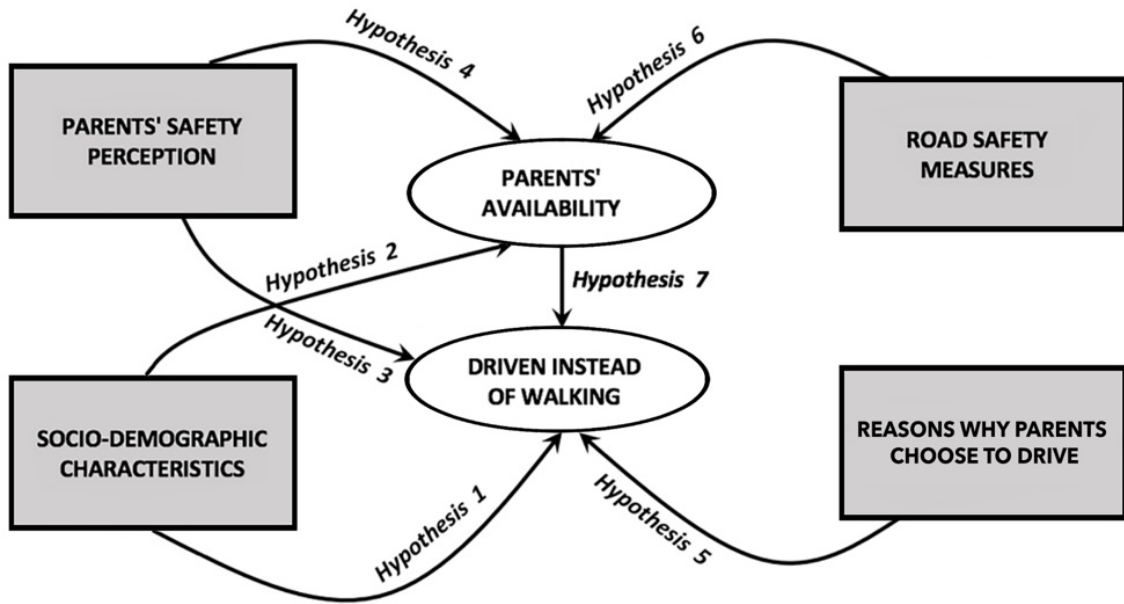 Hypothesis 4
Hypothesis 6
PARENTS' SAFETY
PERCEPTION
ROAD SAFETY
MEASURES
PARENTS'
AVAILABILITY
Hypothesis 2
Hypothesis 7
Hypothesis 3
DRIVEN INSTEAD
OF WALKING
SOCIO-DEMOGRAPHIC
CHARACTERISTICS
REASONS WHY PARENTS
CHOOSE TO DRIVE
Hypothesis 1
Hypothesis 5